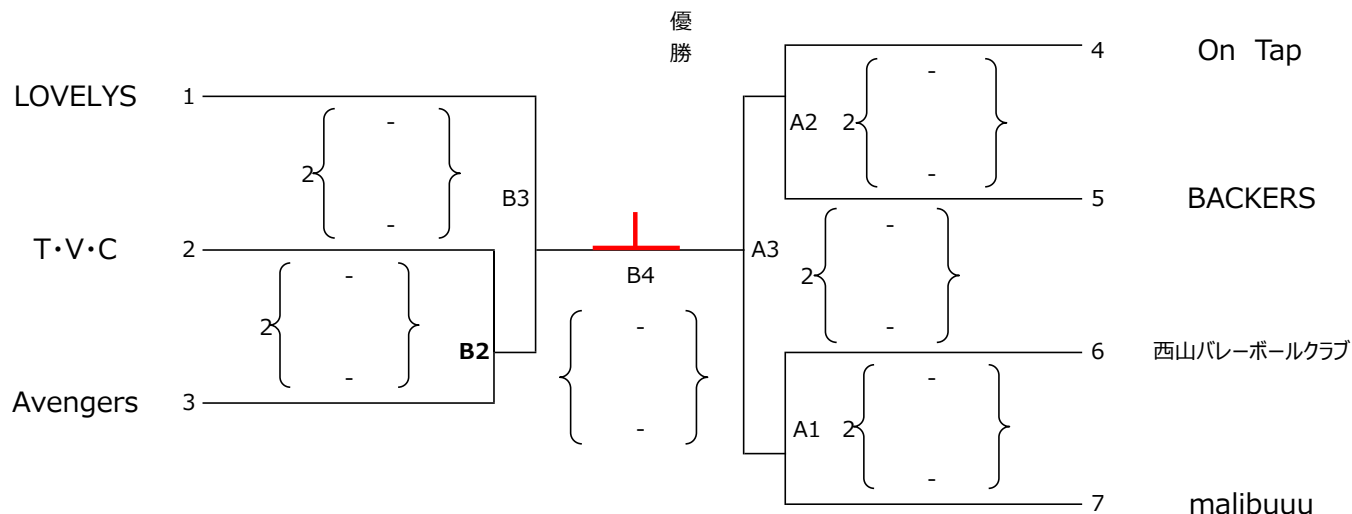 優
勝
LOVELYS 1
-
2
-
B3
T・V・C 2
-
2
-
B2
Avengers 3
B4
-
-
4 On Tap
-
A2 2
-
5 BACKERS
-
A3
2
-
6 西山バレーボールクラブ
-
A1 2
-
7 malibuuu